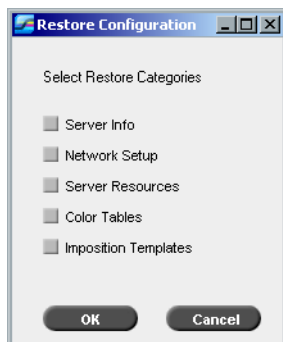 Restore Configuration
Select Restore Categories
Server Info
Network Setup
Server Resources
Color Tables
Imposition Templates
OK Cancel